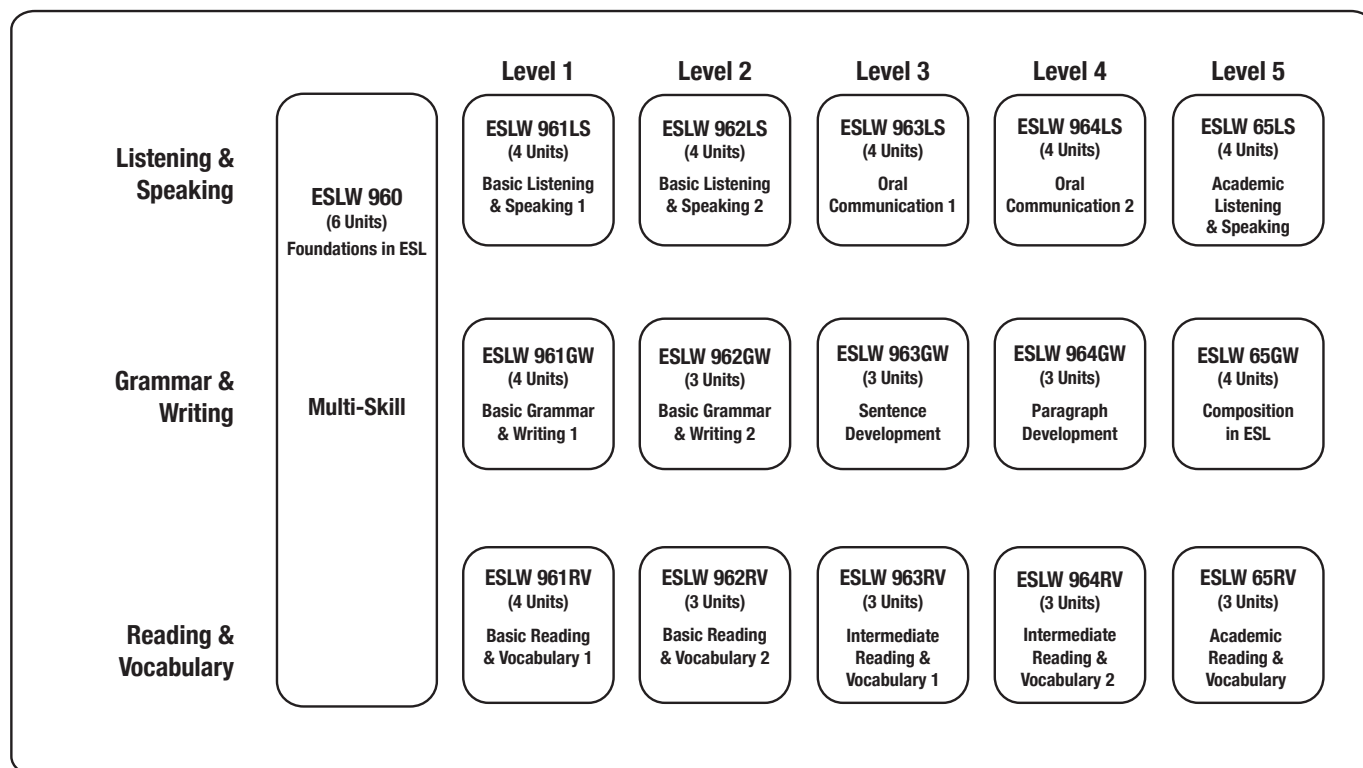 Level 1
Level 2
Level 3
Level 4
Level 5
Listening &
Speaking
ESLW 960
(6 Units)
Foundations in ESL
Multi-Skill
ESLW 961LS
(4 Units)
Basic Listening
& Speaking 1
ESLW 962LS
(4 Units)
Basic Listening
& Speaking 2
ESLW 963LS
(4 Units)
Oral
Communication 1
ESLW 964LS
(4 Units)
Oral
Communication 2
ESLW 65LS
(4 Units)
Academic
Listening
& Speaking
Grammar &
Writing
ESLW 961GW
(4 Units)
Basic Grammar
& Writing 1
ESLW 962GW
(3 Units)
Basic Grammar
& Writing 2
ESLW 963GW
(3 Units)
Sentence
Development
ESLW 964GW
(3 Units)
Paragraph
Development
ESLW 65GW
(4 Units)
Composition
in ESL
Reading &
Vocabulary
ESLW 961RV
(4 Units)
Basic Reading
& Vocabulary 1
ESLW 962RV
(3 Units)
Basic Reading
& Vocabulary 2
ESLW 963RV
(3 Units)
Intermediate
Reading &
Vocabulary 1
ESLW 964RV
(3 Units)
Intermediate
Reading &
Vocabulary 2
ESLW 65RV
(3 Units)
Academic
Reading &
Vocabulary